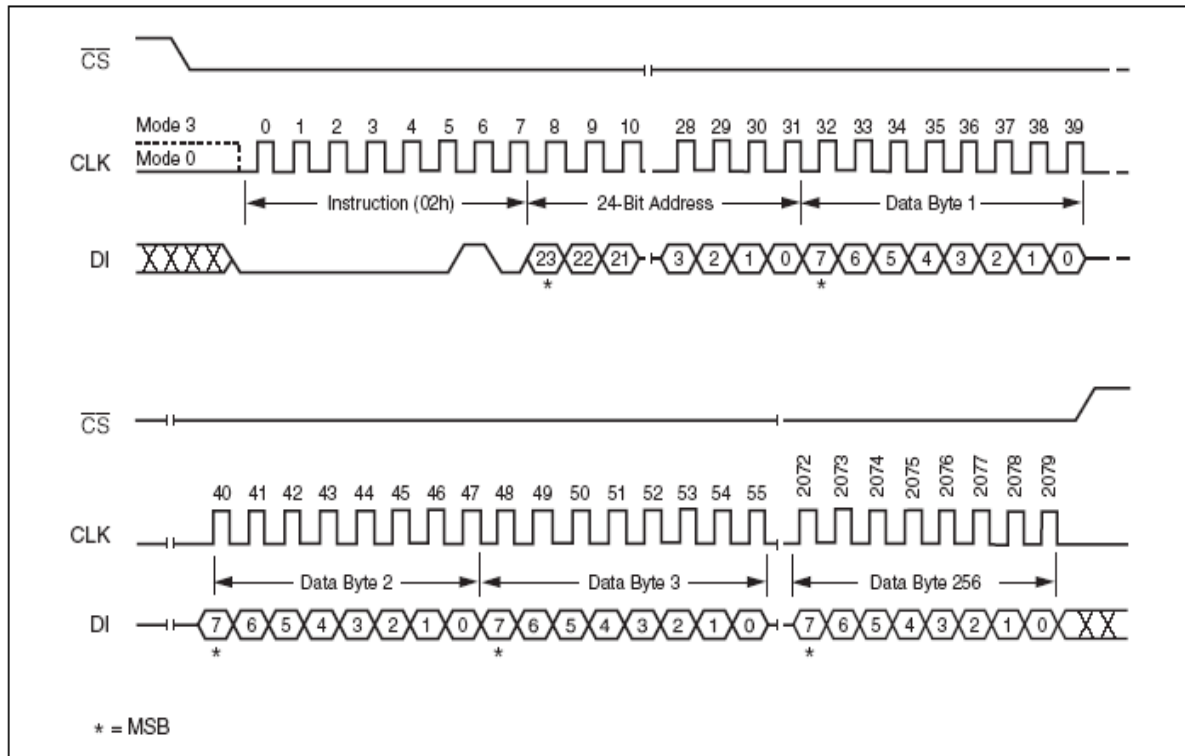 CS
Mode 3
0 1 2 3 4 5 6 7 8 9 10 28 29 30 31 32 33 34 35 36 37 38 39
CLK
Mode 0
Instruction (02h) 24-Bit Address Data Byte 1
DI 23 22 21 3 2 1 0 7 6 5 4 3 2 1 0
* *
CS
40 41 42 43 44 45 46 47 48 49 50 51 52 53 54 55 2072 2073 2074 2075 2076 2077 2078 2079
CLK
Data Byte 2 Data Byte 3 Data Byte 256
DI 7 6 5 4 3 2 1 0 7 6 5 4 3 2 1 0 7 6 5 4 3 2 1 0
* * *
* = MSB